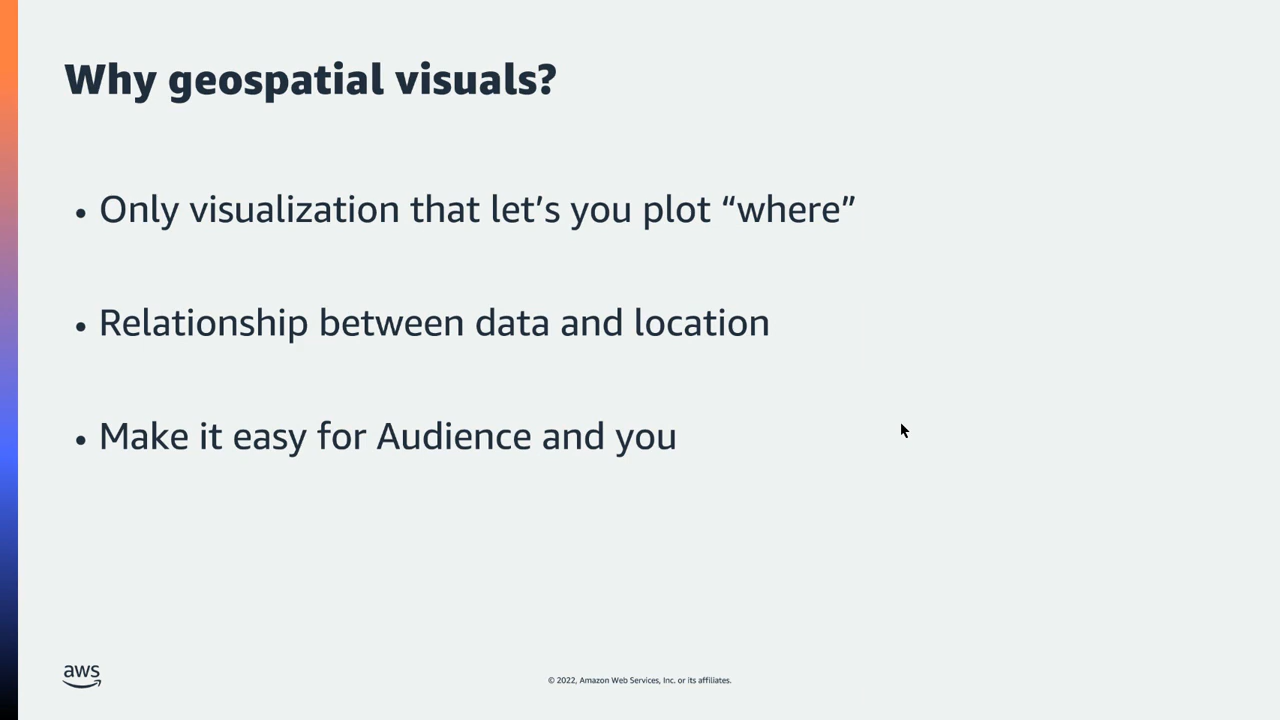 Why geospatial visuals?
• Only visualization that let’s you plot “where”
• Relationship between data and location
• Make it easy for Audience and you
aws
© 2022, Amazon Web Services, Inc. or its affiliates.